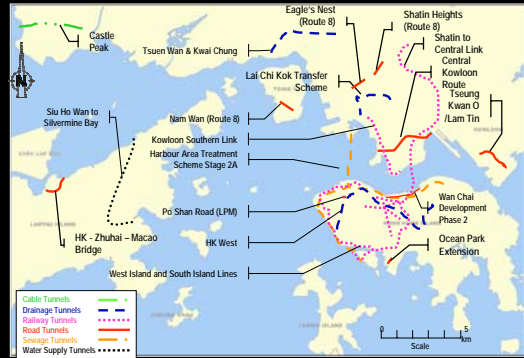 Eagle's Nest
(Route 8)
Shatin Heights
(Road 8)
Shatin to
Central Link
Central
Kowloon
Route
Tseung
Kwan O
/Lam Tin
Castle
Peak
Tsuen Wan & Kwai Chung
Lai Chi Kok Transfer
Scheme
N
Siu Ho Wan to
Silvermine Bay
Nam Wan (Route 8)
Kowloon Southern Link
Harbour Area Treatment
Scheme Stage 2A
Po Shan Road (LPM)
Wan Chai
Development
Phase 2
HK - Zhuhai - Macao
Bridge
HK West
Ocean Park
Extension
West Island and South Island Lines
Cable Tunnels
Drainage Tunnels
Railway Tunnels
Road Tunnels
Sewage Tunnels
Water Supply Tunnels
0
5
km
Scale